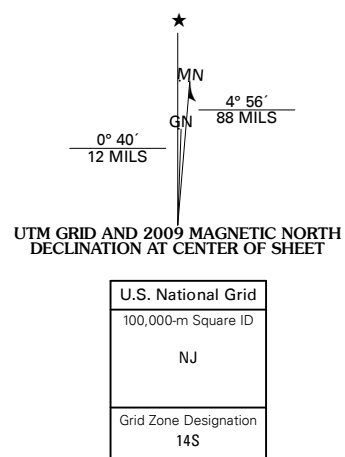 ★
MN
4° 56´
88 MILS
GN
0° 40´
12 MILS
UTM GRID AND 2009 MAGNETIC NORTH
DECLINATION AT CENTER OF SHEET
U.S. National Grid
100,000-m Square ID
NJ
Grid Zone Designation
14S